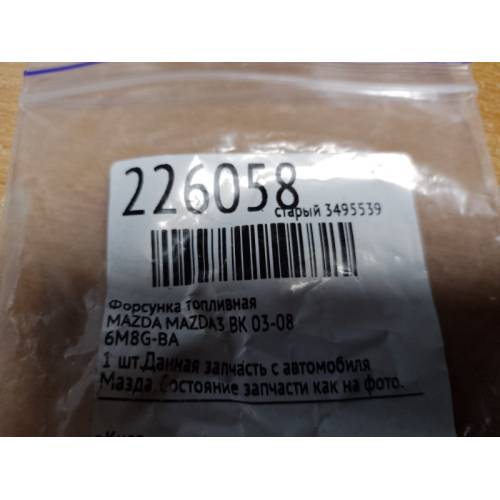 226058
старый 3495539
Форсунка топливная
MAZDA MAZDA3 BK 03-08
6M8G-BA
1 шт.Данная запчасть с автомобиля
Мазда. Состояние запчасти как на фото.